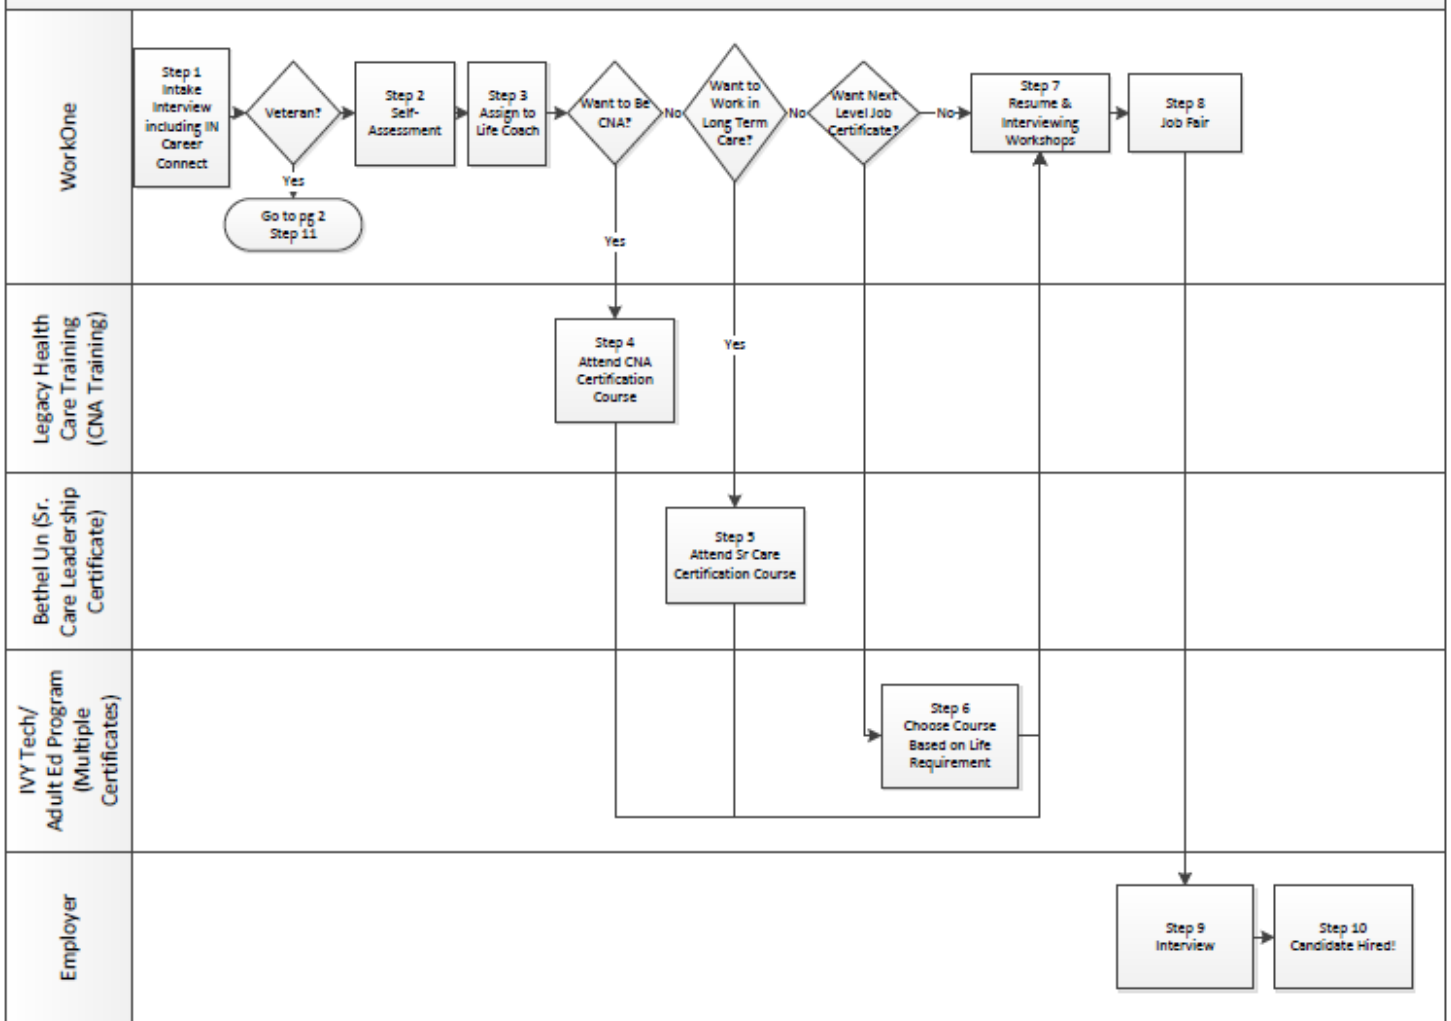 WorkOne
Step 1
Intake
Interview
including IN
Career
Connect
Veteran?
Yes
Go to pg 2
Step 11
Step 2
Self-
Assessment
Step 3
Assign to
Life Coach
Want to Be
CNA?
No
Yes
Want to
Work in
Long Term
Care?
No
Yes
Want Next
Level Job
Certificate?
No
Step 7
Resume &
Interviewing
Workshops
Step 8
Job Fair
Legacy Health
Care Training
(CNA Training)
Step 4
Attend CNA
Certification
Course
Bethel Un (Sr.
Care Leadership
Certificate)
Step 5
Attend Sr Care
Certification Course
IVY Tech/
Adult Ed Program
(Multiple
Certificates)
Step 6
Choose Course
Based on Life
Requirement
Employer
Step 9
Interview
Step 10
Candidate Hired!